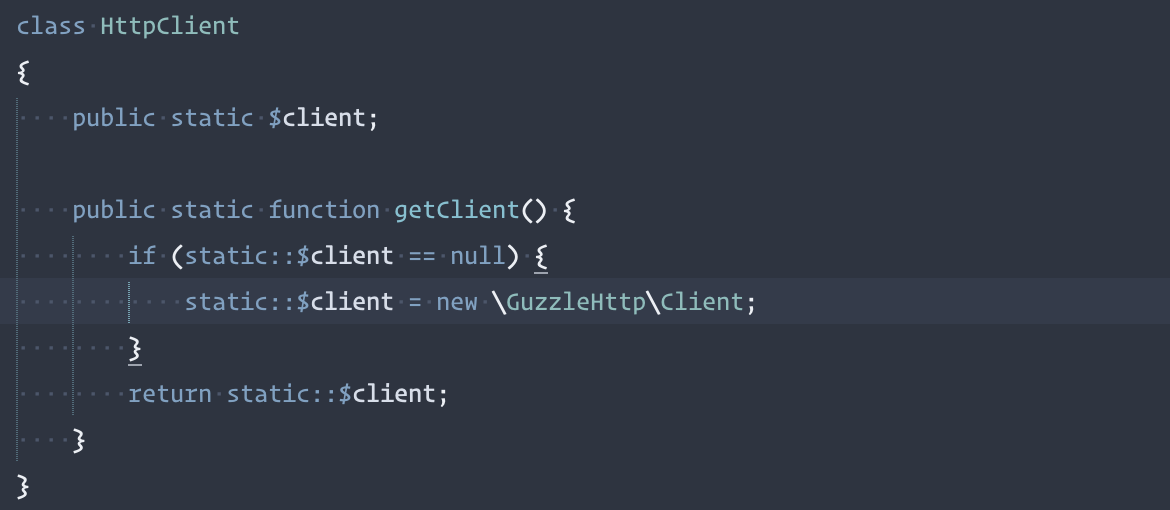 class HttpClient
{
    public static $client;

    public static function getClient() {
        if (static::$client == null) {
            static::$client = new \GuzzleHttp\Client;
        }
        return static::$client;
    }
}